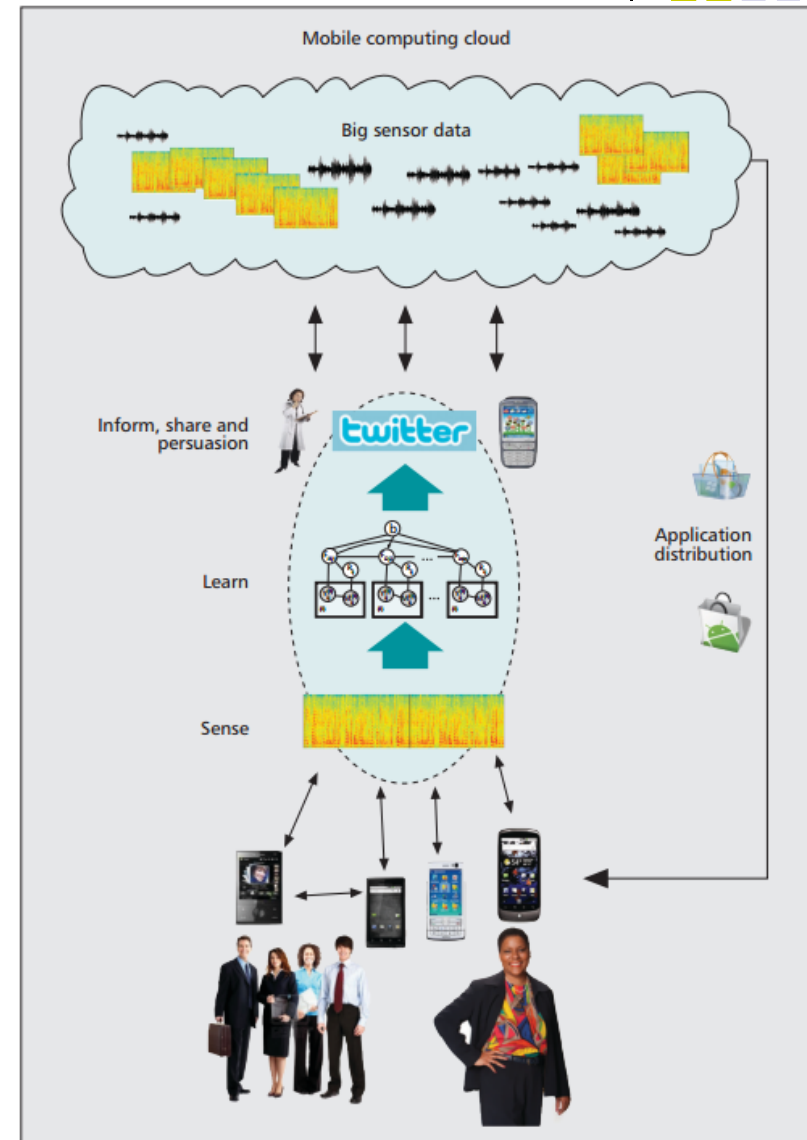 Mobile computing cloud
Big sensor data
Inform, share and
persuasion
twitter
b
Learn
...
...
Application
distribution
Sense